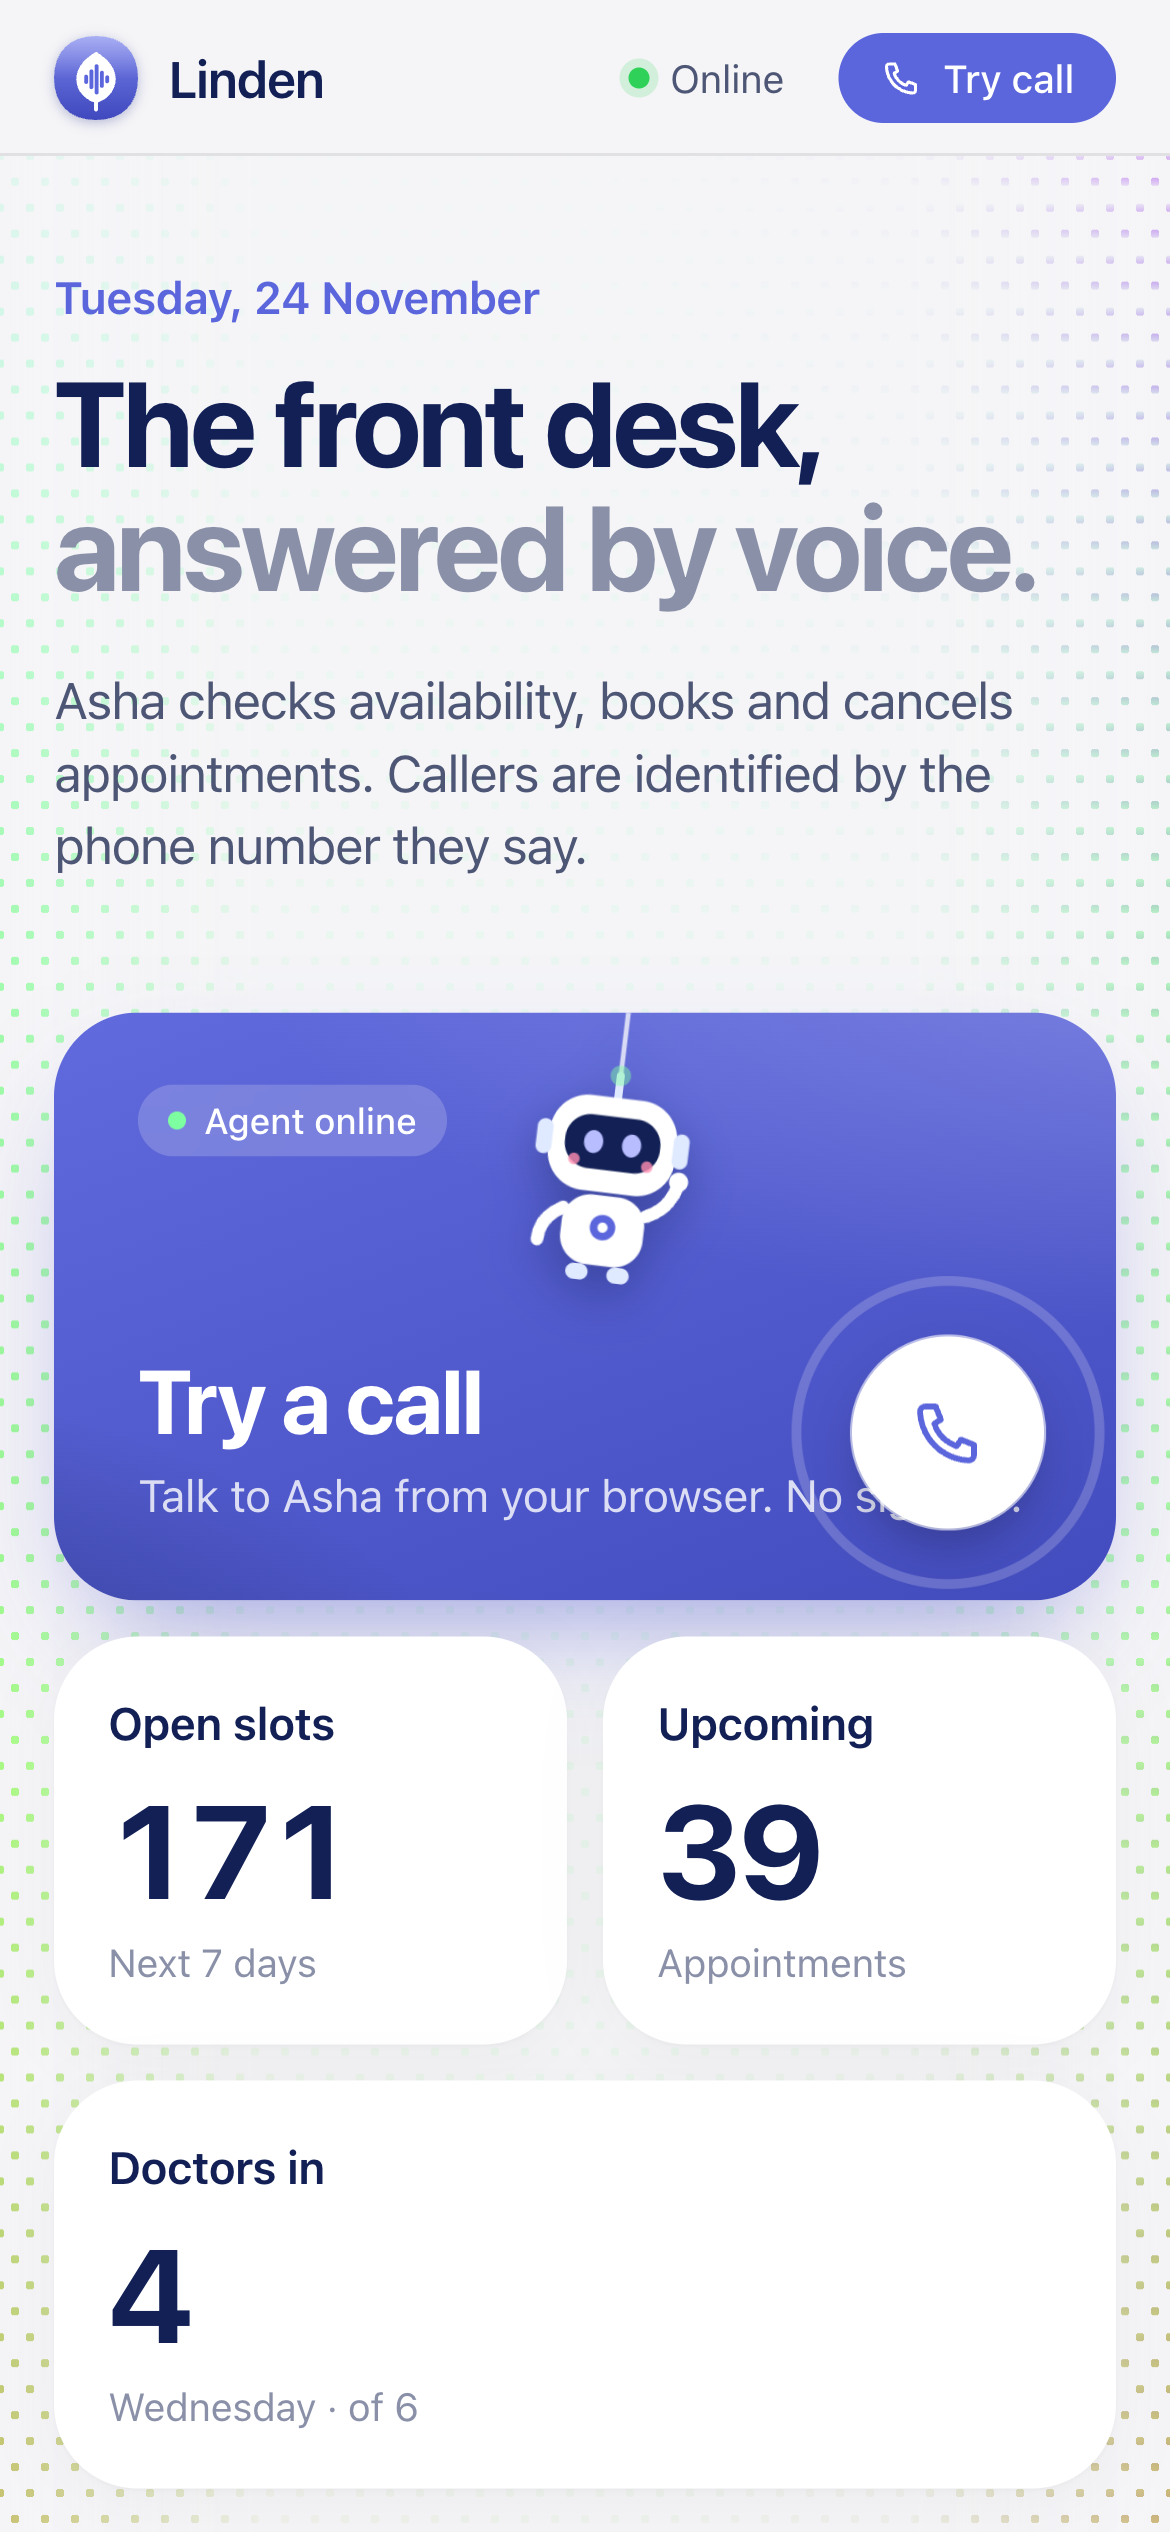 Linden
Online
Try call
Tuesday, 24 November
The front desk,
answered by voice.
Asha checks availability, books and cancels
appointments. Callers are identified by the
phone number they say.
Agent online
Try a call
Talk to Asha from your browser. No
Open slots
171
Next 7 days
Upcoming
39
Appointments
Doctors in
4
Wednesday · of 6